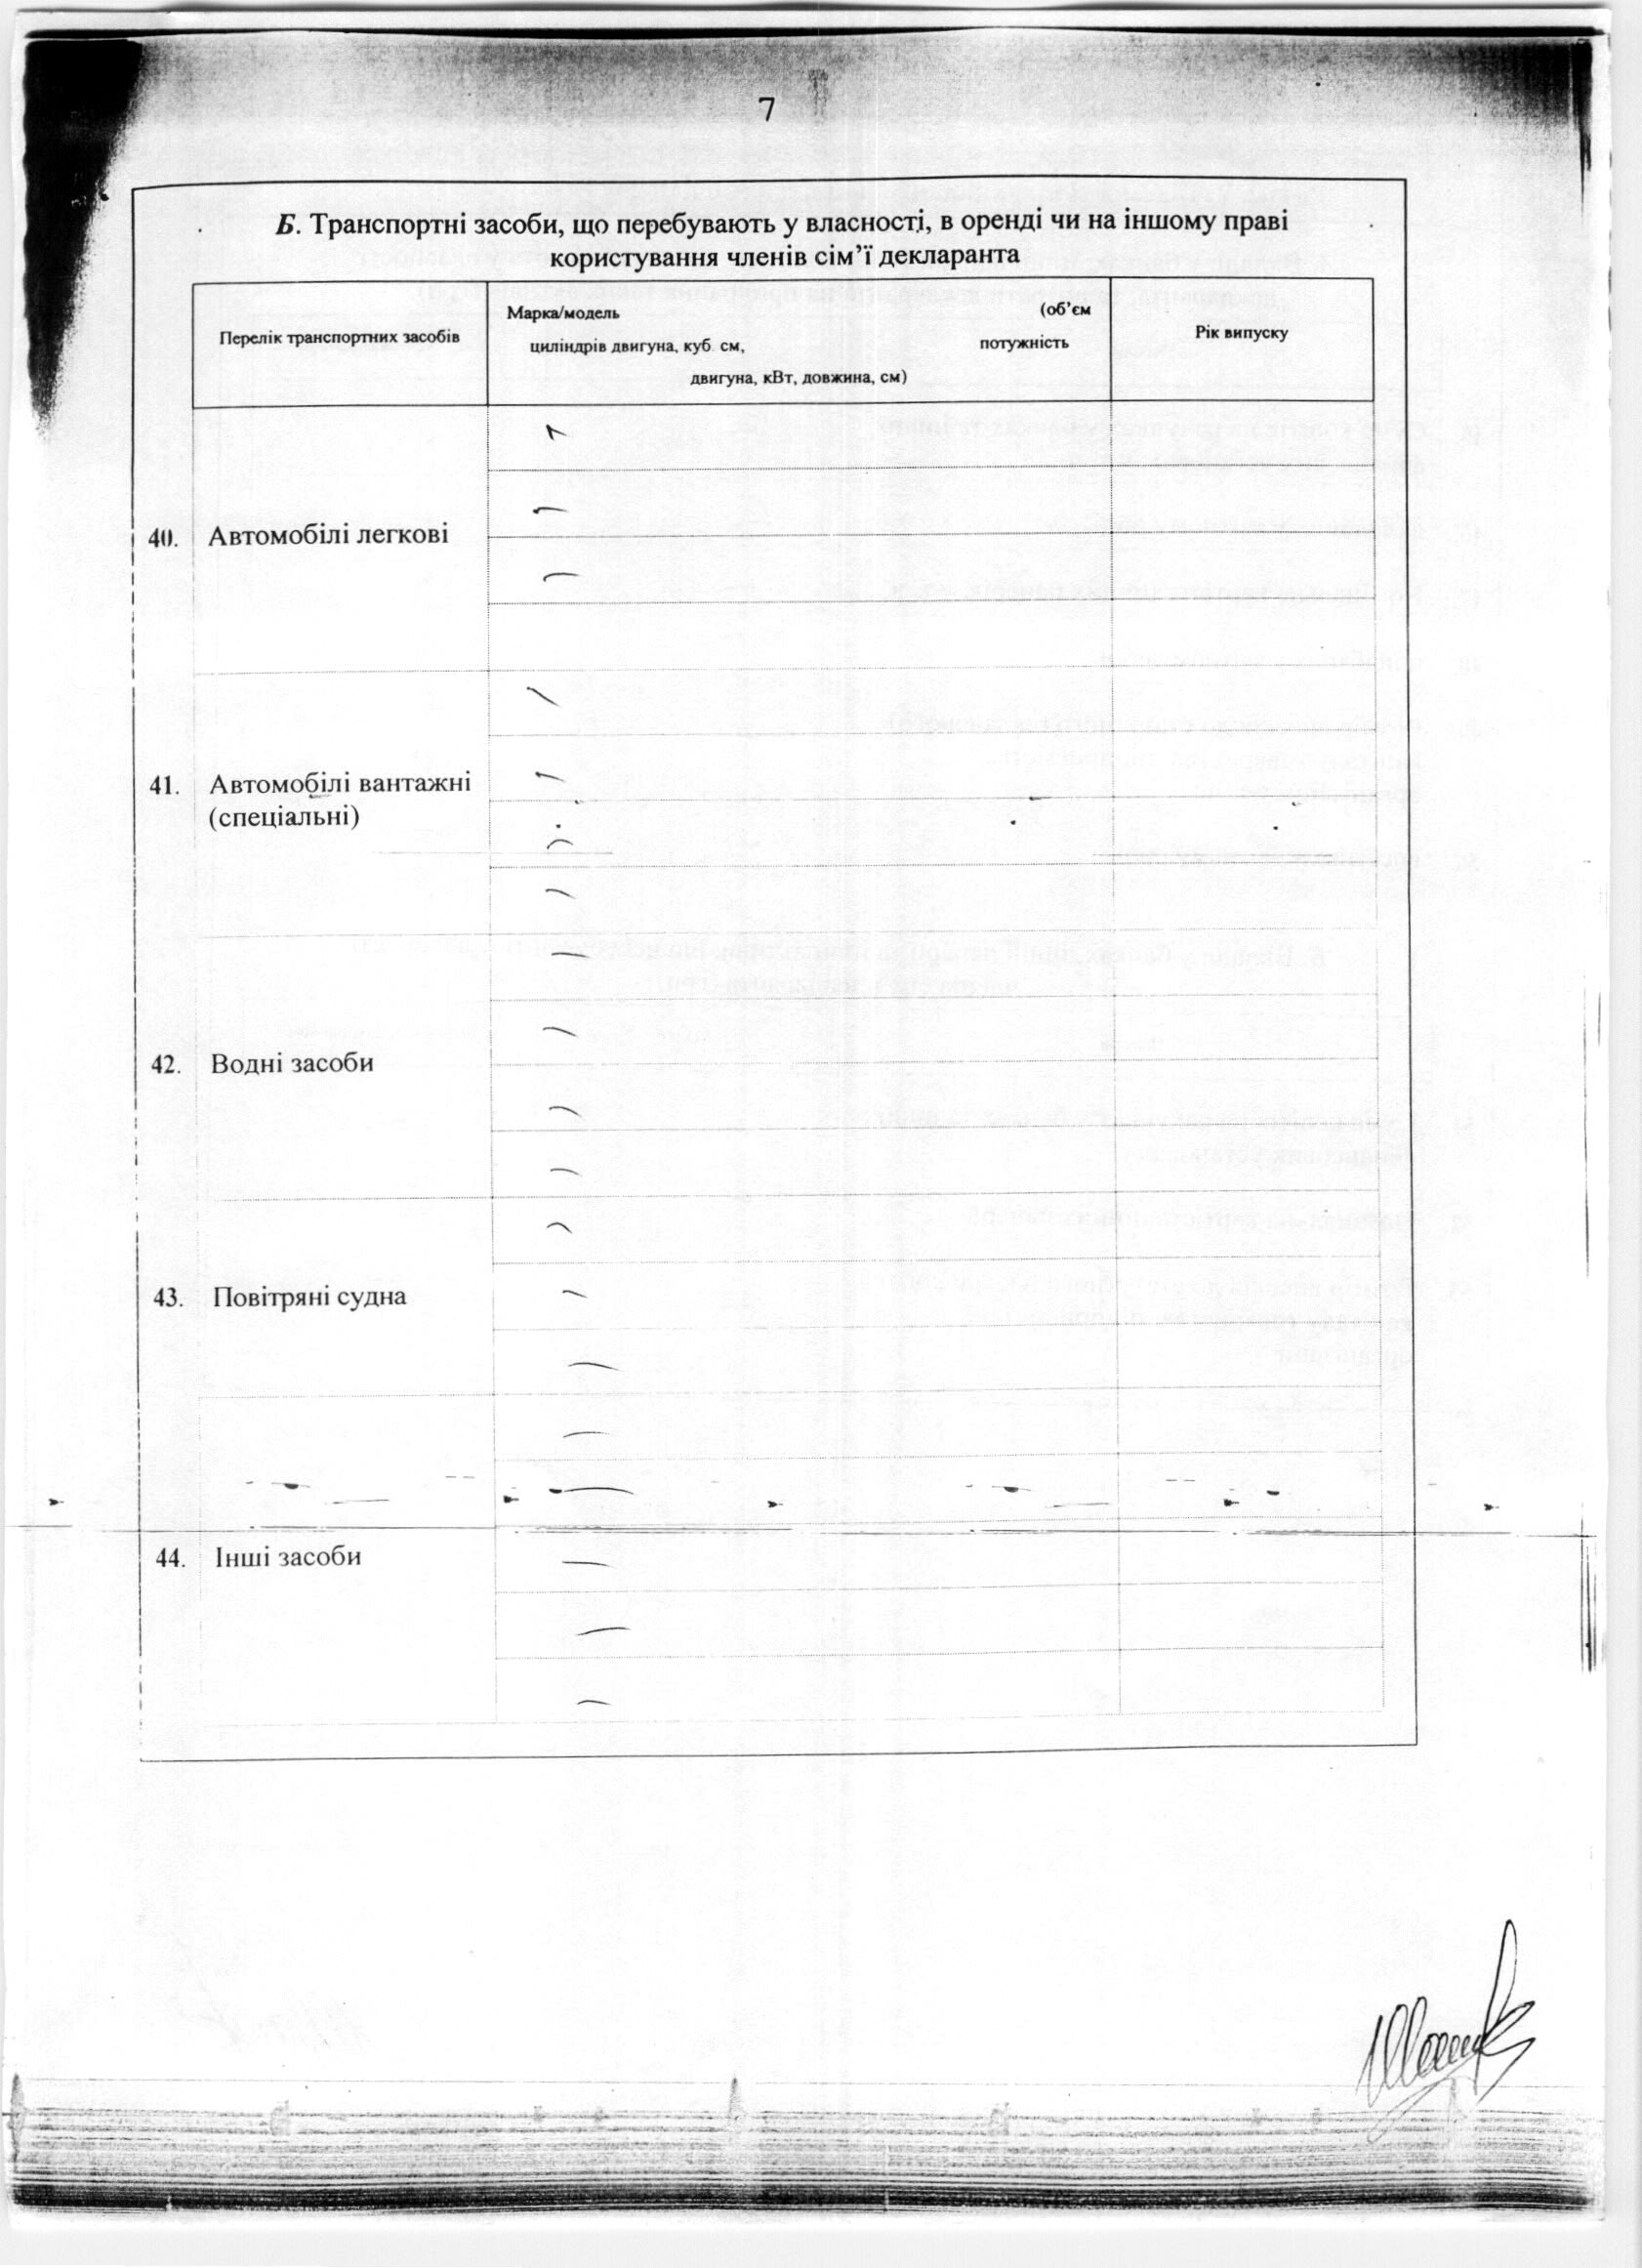 7
Б. Транспортні засоби, що перебувають у власності, в оренді чи на іншому праві
користування членів сім’ї декларанта
Перелік транспортних засобів
Марка/модель (об’єм
циліндрів двигуна, куб. см, потужність
двигуна, кВт, довжина, см)
Рік випуску
40. Автомобілі легкові
41. Автомобілі вантажні
(спеціальні)
42. Водні засоби
43. Повітряні судна
44. Інші засоби